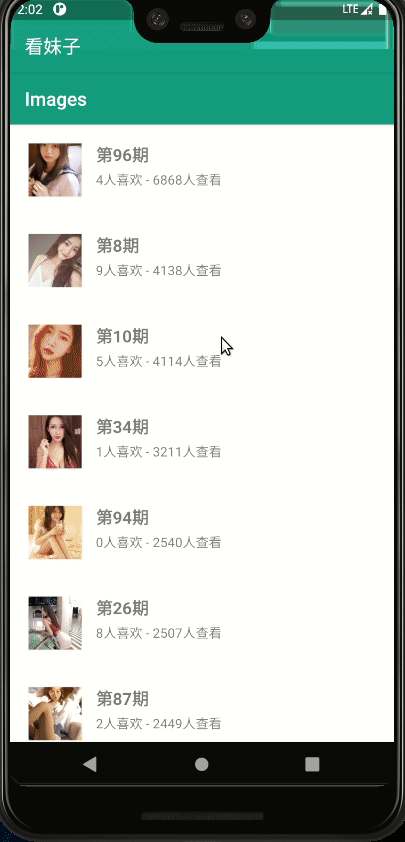 2:02
LTE
看妹子
Images
第96期
4人喜欢 - 6868人查看
第8期
9人喜欢 - 4138人查看
第10期
5人喜欢 - 4114人查看
第34期
1人喜欢 - 3211人查看
第94期
0人喜欢 - 2540人查看
第26期
8人喜欢 - 2507人查看
第87期
2人喜欢 - 2449人查看